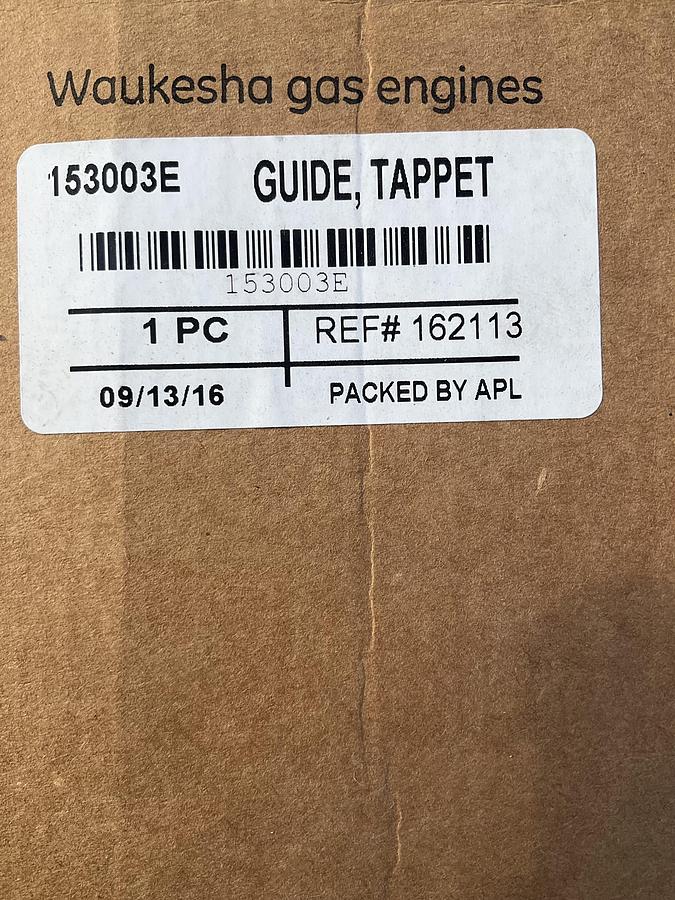 Waukesha gas engines
153003E GUIDE, TAPPET
153003E
1 PC REF# 162113
09/13/16 PACKED BY APL